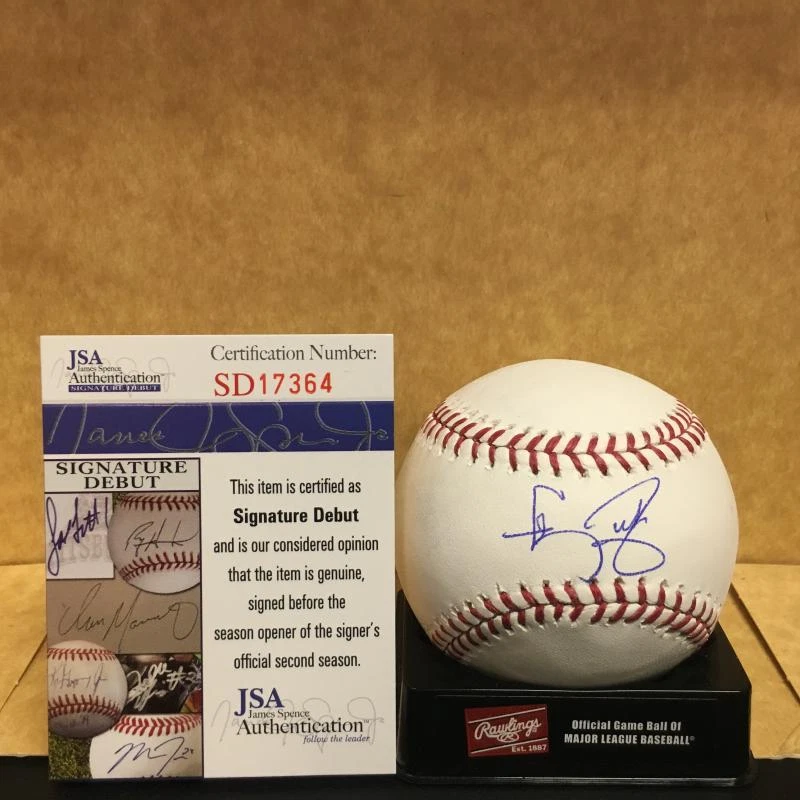 JSA
James Spence
Authentication
SIGNATURE DEBUT
Certification Number:
SD17364
SIGNATURE
DEBUT
This item is certified as
Signature Debut
and is our considered opinion
that the item is genuine,
signed before the
season opener of the signer's
official second season.
JSA
James Spence
Authentication™
follow the leader
Rawlings
Est. 1887
Official Game Ball Of
MAJOR LEAGUE BASEBALL®